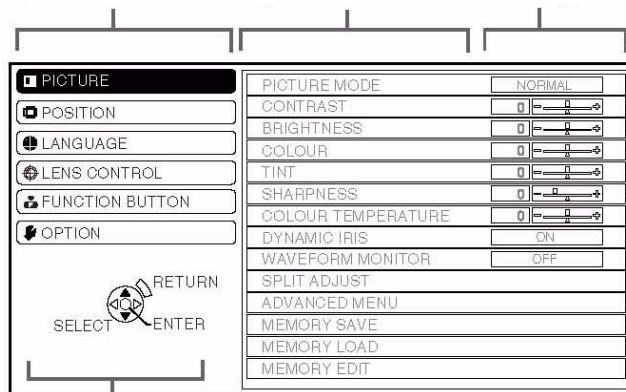 PICTURE
POSITION
LANGUAGE
LENS CONTROL
FUNCTION BUTTON
OPTION
RETURN
SELECT
ENTER
PICTURE MODE NORMAL
CONTRAST 0 - +
BRIGHTNESS 0 - +
COLOUR 0 - +
TINT 0 - +
SHARPNESS 0 - +
COLOUR TEMPERATURE 0 - +
DYNAMIC IRIS ON
WAVEFORM MONITOR OFF
SPLIT ADJUST
ADVANCED MENU
MEMORY SAVE
MEMORY LOAD
MEMORY EDIT